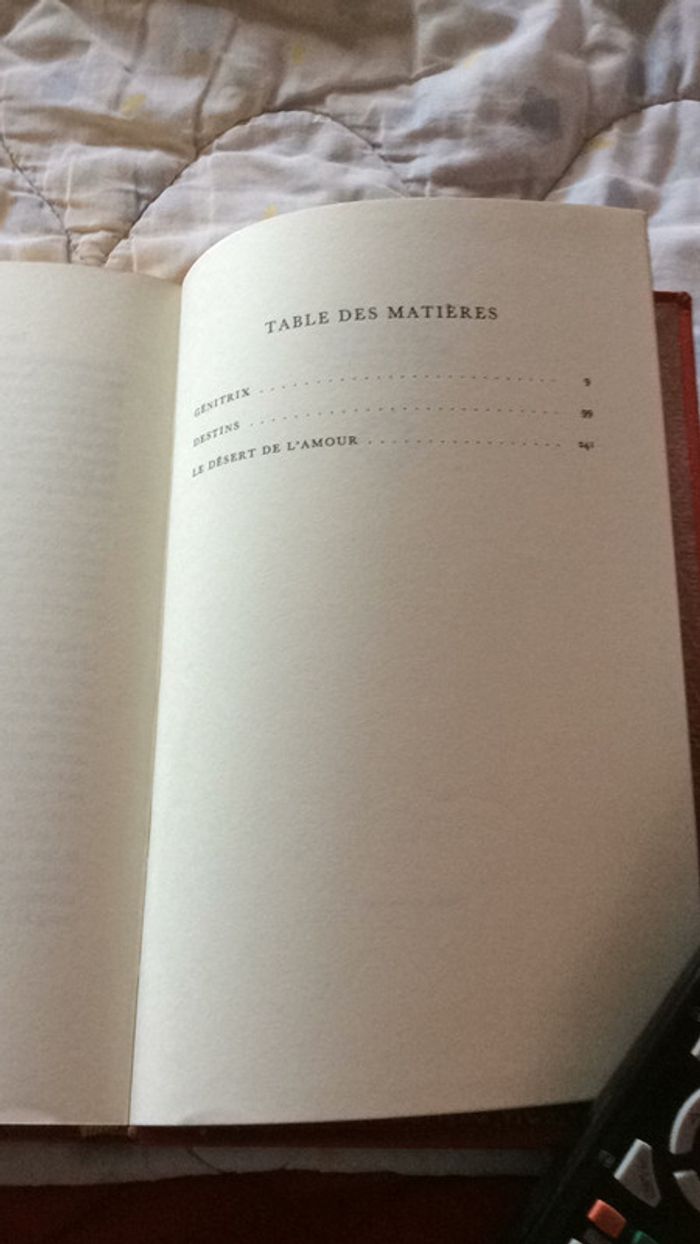 TABLE DES MATIÈRES
GÉNITRIX . . . . . . . . . . . . . . . . . . . . . . . . . . . 9
DESTINS . . . . . . . . . . . . . . . . . . . . . . . . . . . . 99
LE DÉSERT DE L'AMOUR . . . . . . . . . . . . . . . . . 241